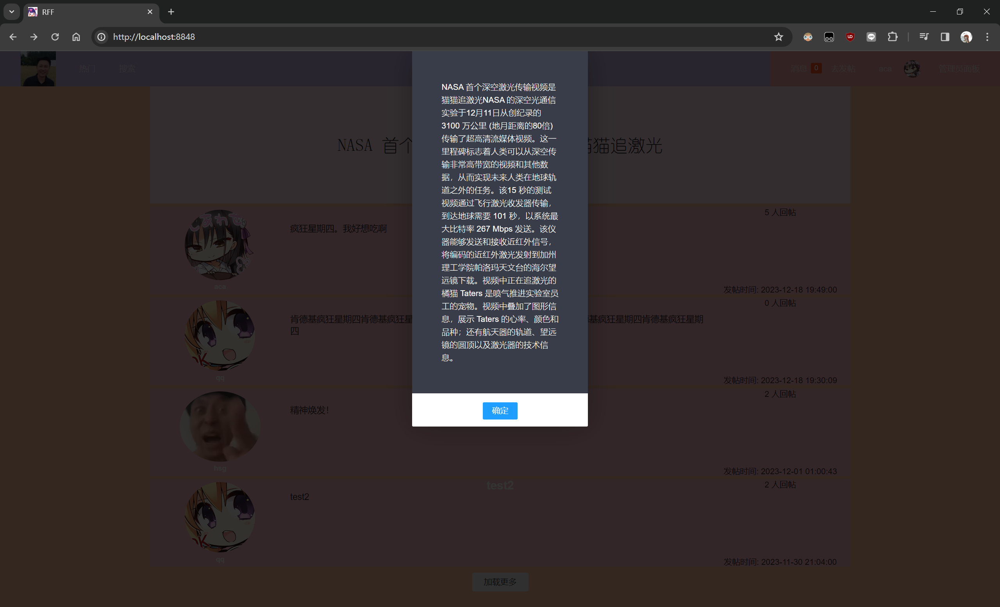 RFF
http://localhost:8848
热门
搜索
消息 0
去发帖
aca
管理员面板
NASA 首个
猫猫追激光
NASA 首个深空激光传输视频是
猫猫追激光NASA 的深空光通信
实验于12月11日从创纪录的
3100 万公里 (地月距离的80倍)
传输了超高清流媒体视频。这一
里程碑标志着人类可以从深空传
输非常高带宽的视频和其他数
据，从而实现未来人类在地球轨
道之外的任务。该15 秒的测试
视频通过飞行激光收发器传输，
到达地球需要 101 秒，以系统最
大比特率 267 Mbps 发送。该仪
器能够发送和接收近红外信号，
将编码的近红外激光发射到加州
理工学院帕洛玛天文台的海尔望
远镜下载。视频中正在追激光的
橘猫 Taters 是喷气推进实验室员
工的宠物。视频中叠加了图形信
息，展示 Taters 的心率、颜色和
品种；还有航天器的轨道、望远
镜的圆顶以及激光器的技术信
息。
确定
しあわせ
疯狂星期四。我好想吃啊
5 人回帖
aca
发帖时间: 2023-12-18 19:49:00
肯德基疯狂星期四肯德基疯狂星
基疯狂星期四肯德基疯狂星期
四
0 人回帖
OK
qq
发帖时间: 2023-12-18 19:30:09
精神焕发！
2 人回帖
hsg
发帖时间: 2023-12-01 01:00:43
test2
test2
2 人回帖
OK
qq
发帖时间: 2023-11-30 21:04:00
加载更多